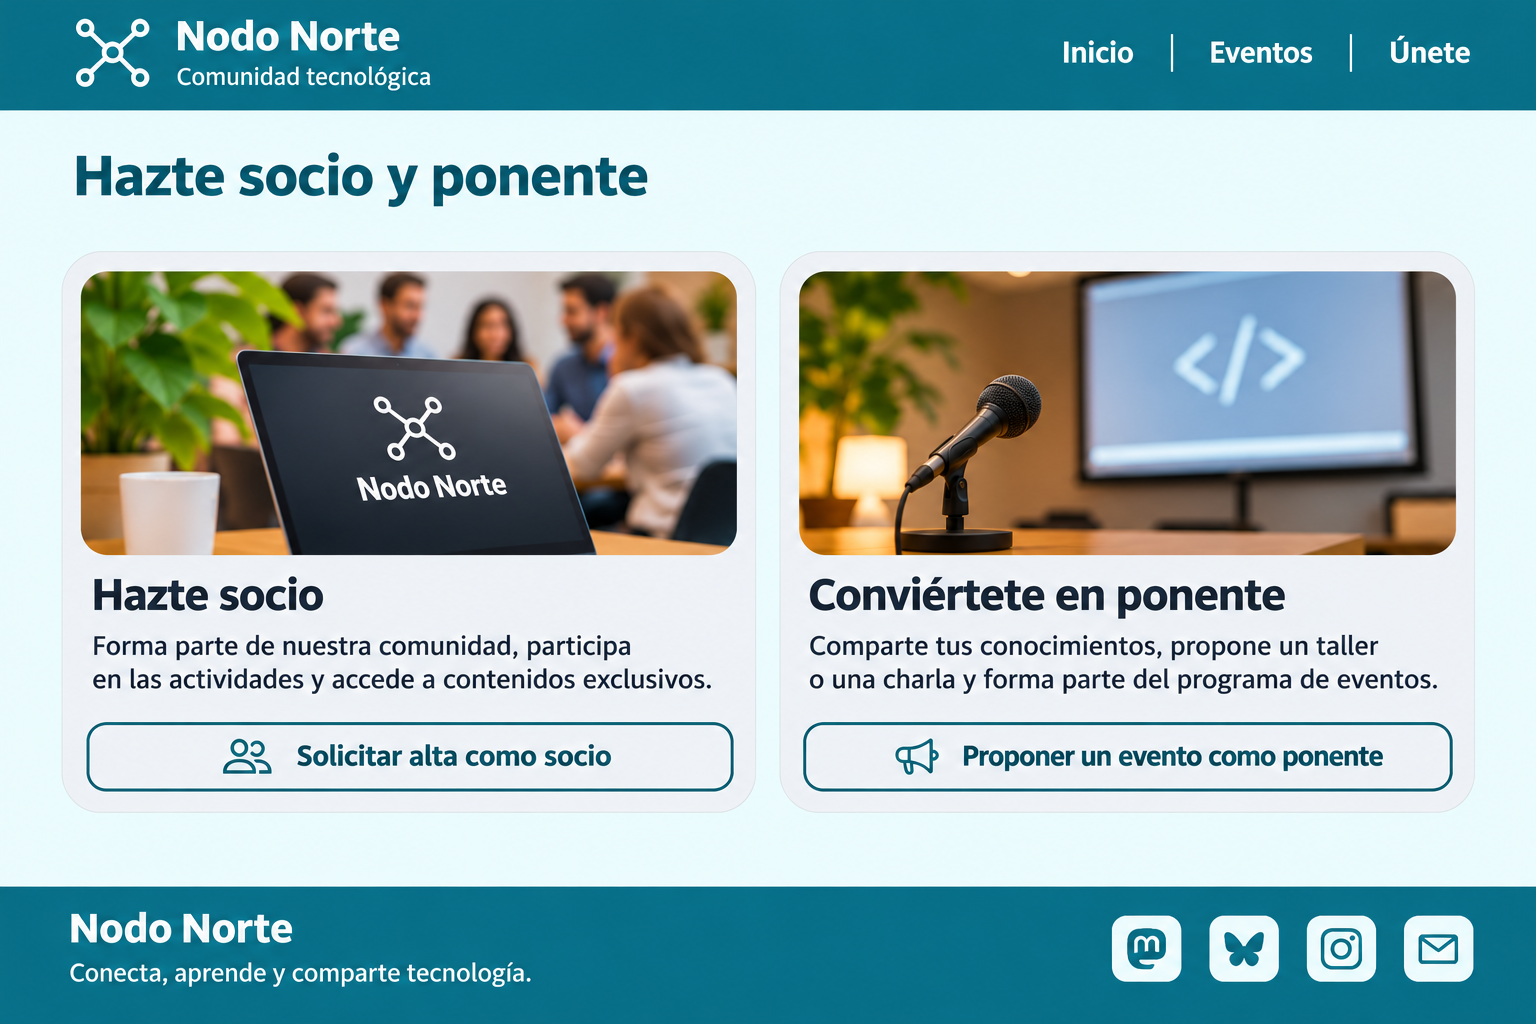 Nodo Norte
Comunidad tecnológica
Inicio
Eventos
Únete
Hazte socio y ponente
Nodo Norte
</>
Hazte socio
Forma parte de nuestra comunidad, participa
en las actividades y accede a contenidos exclusivos.
Solicitar alta como socio
Conviértete en ponente
Comparte tus conocimientos, propone un taller
o una charla y forma parte del programa de eventos.
Proponer un evento como ponente
Nodo Norte
Conecta, aprende y comparte tecnología.